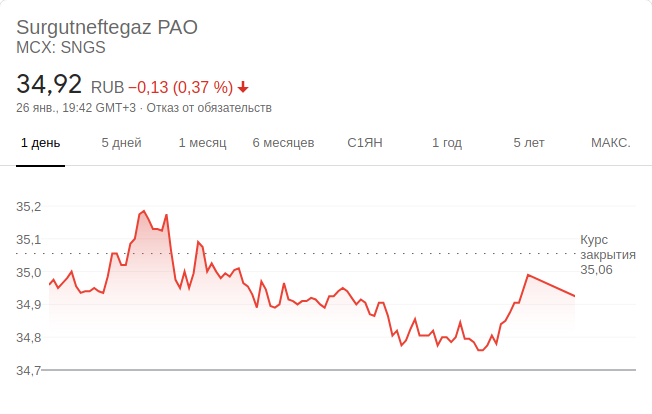 Surgutneftegaz PAO
MCX: SNGS
34,92 RUB −0,13 (0,37 %)
26 янв., 19:42 GMT+3 · Отказ от обязательств
1 день 5 дней 1 месяц 6 месяцев С1ЯН 1 год 5 лет МАКС.
35,2
35,1
Курс
закрытия
35,06
35,0
34,9
34,8
34,7